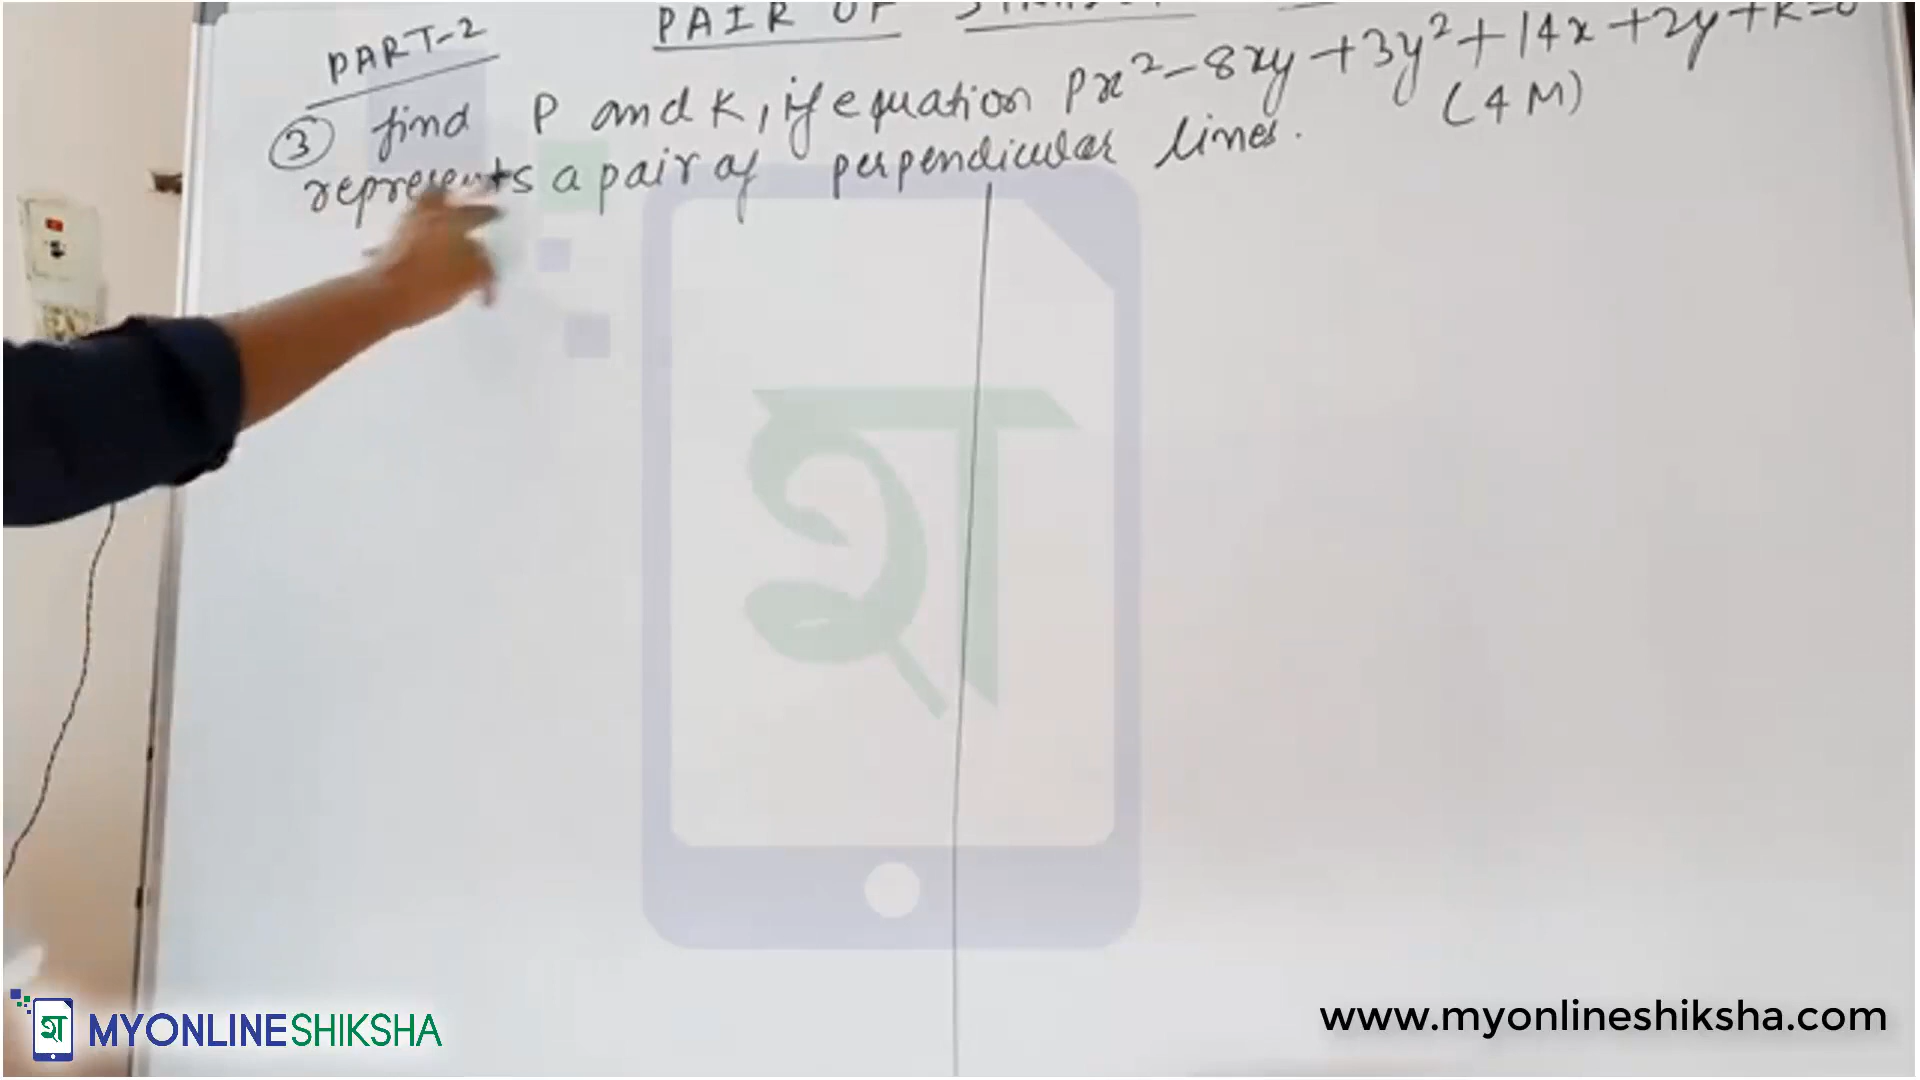 PART-2
PAIR OF
③ find P and K, if equation Px² - 8xy + 3y² + 14x + 2y + K = 0
represents a pair of perpendicular lines. (4 M)
शा
शा MYONLINESHIKSHA
www.myonlineshiksha.com